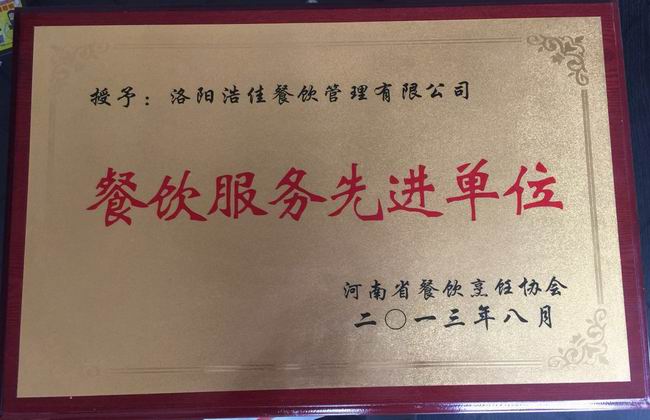 授予：洛阳浩佳餐饮管理有限公司
餐饮服务先进单位
河南省餐饮烹饪协会
二〇一三年八月